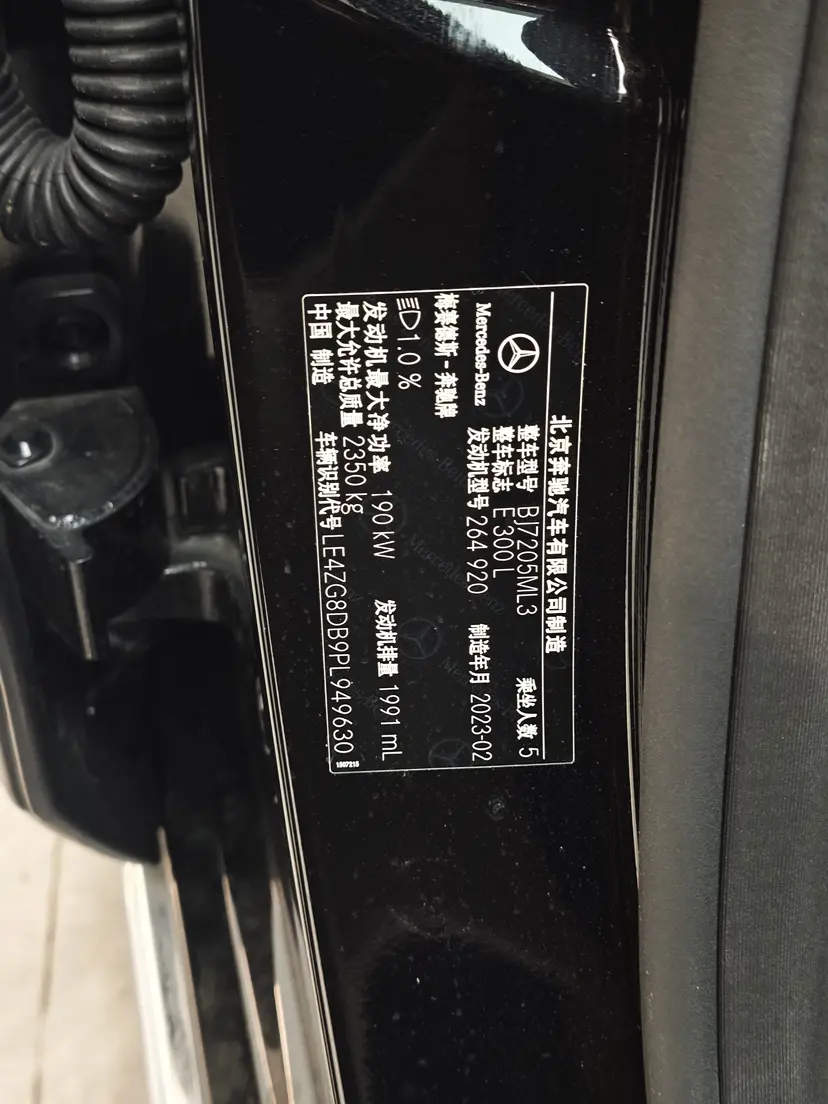 北京奔驰汽车有限公司制造
Mercedes-Benz
整车型号 BJ7205ML3 乘坐人数 5
整车标志 E 300 L
梅赛德斯-奔驰牌 发动机型号 264 920 制造年月 2023-02
1.0 %
发动机最大净功率 190 kW 发动机排量 1991 mL
最大允许总质量 2350 kg
中国 制造 车辆识别代号 LE4ZG8DB9PL949630
1507215